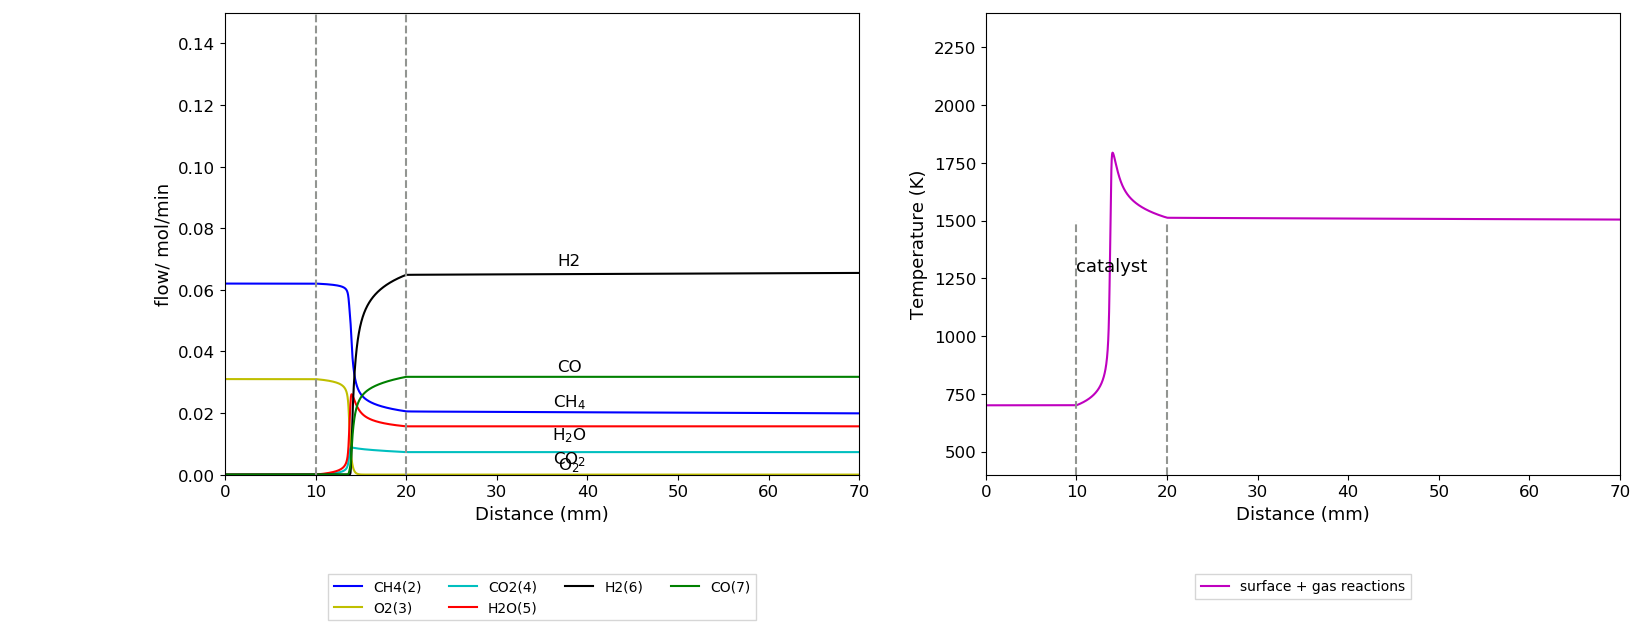 flow/ mol/min
0.14
0.12
0.10
0.08
0.06
0.04
0.02
0.00
H2
CO
CH₄
H₂O
CO₂
O₂
0 10 20 30 40 50 60 70
Distance (mm)
CH4(2) CO2(4) H2(6) CO(7)
O2(3) H2O(5)
Temperature (K)
2250
2000
1750
1500
1250
1000
750
500
catalyst
0 10 20 30 40 50 60 70
Distance (mm)
surface + gas reactions